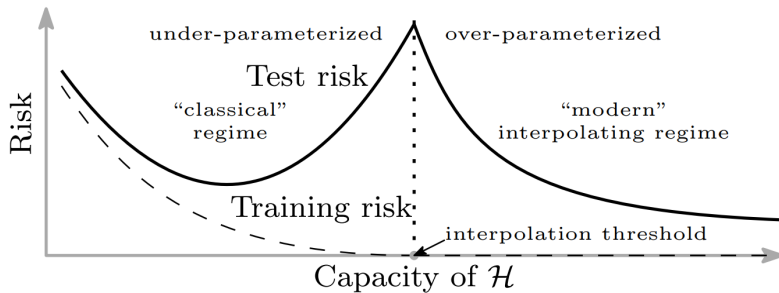 under-parameterized
over-parameterized
Test risk
“classical”
regime
“modern”
interpolating regime
Risk
Training risk
interpolation threshold
Capacity of ℋ